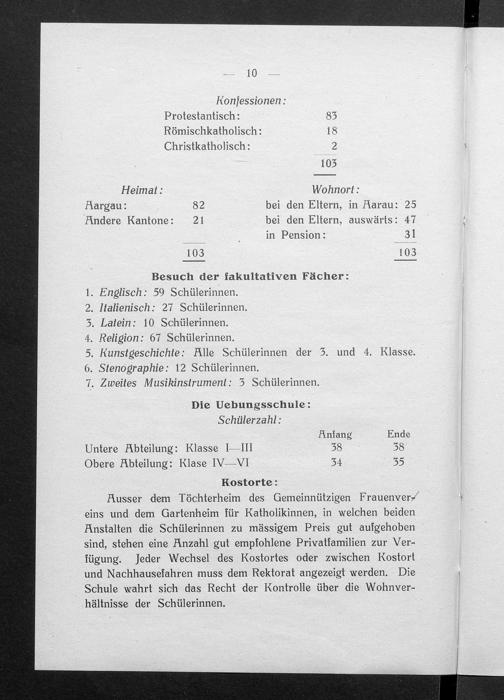 — 10 —
Konfessionen:
Protestantisch: 83
Römischkatholisch: 18
Christkatholisch: 2
103
Heimat:
Aargau: 82
Andere Kantone: 21
103
Wohnort:
bei den Eltern, in Aarau: 25
bei den Eltern, auswärts: 47
in Pension: 31
103
Besuch der fakultativen Fächer:
1. Englisch: 59 Schülerinnen.
2. Italienisch: 27 Schülerinnen.
3. Latein: 10 Schülerinnen.
4. Religion: 67 Schülerinnen.
5. Kunstgeschichte: Alle Schülerinnen der 3. und 4. Klasse.
6. Stenographie: 12 Schülerinnen.
7. Zweites Musikinstrument: 3 Schülerinnen.
Die Uebungsschule:
Schülerzahl:
Anfang Ende
Untere Abteilung: Klasse I—III 38 38
Obere Abteilung: Klase IV—VI 34 35
Kostorte:
Ausser dem Töchterheim des Gemeinnützigen Frauenver-
eins und dem Gartenheim für Katholikinnen, in welchen beiden
Anstalten die Schülerinnen zu mässigem Preis gut aufgehoben
sind, stehen eine Anzahl gut empfohlene Privatfamilien zur Ver-
fügung. Jeder Wechsel des Kostortes oder zwischen Kostort
und Nachhausefahren muss dem Rektorat angezeigt werden. Die
Schule wahrt sich das Recht der Kontrolle über die Wohnver-
hältnisse der Schülerinnen.